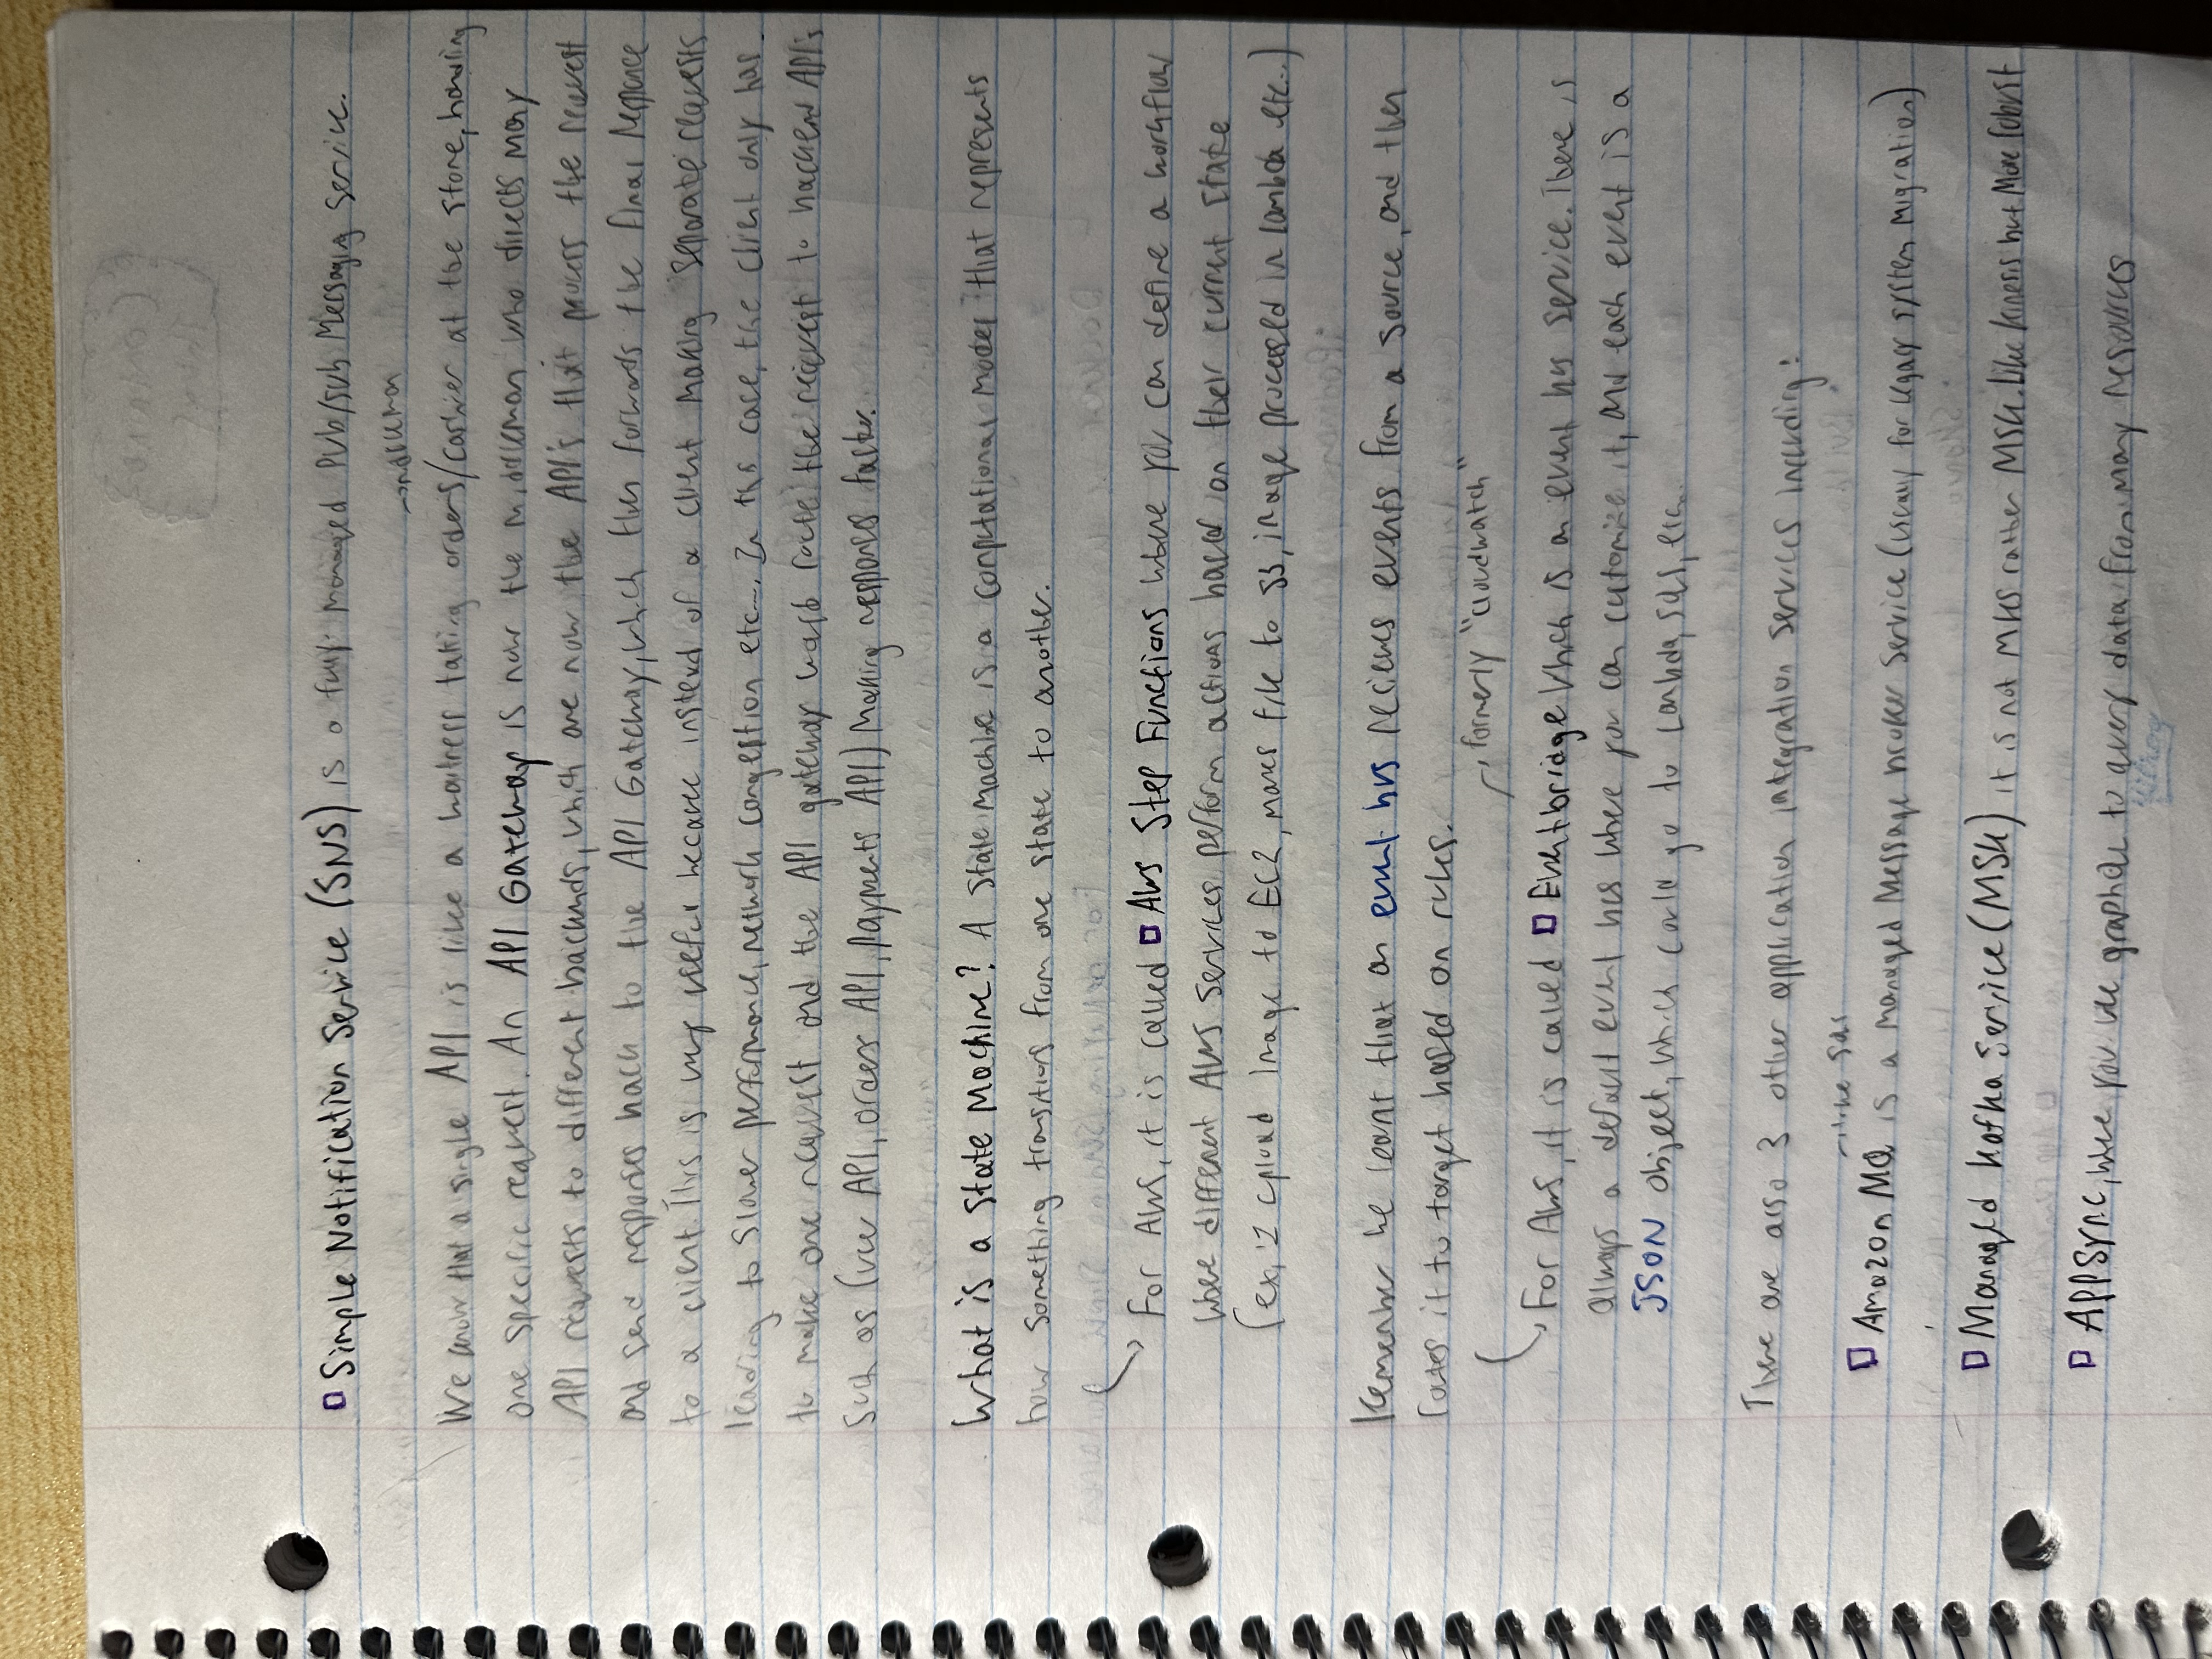 Simple Notification Service (SNS) is a fully managed Pub/sub Messaging service.
→ middleman
We know that a single API is like a waitress taking orders/cashier at the store, handling
one specific request. An API Gateway is now the middleman who directs many
API requests to different backends, which are now the API's that process the request
and send responses back to the API Gateway, which then forwards the final response
to a client. This is very useful because instead of a client making separate requests
leading to slower performance, network congestion etc... In this case, the client only has
to make one request and the API gateway would route the request to backend API's
such as (user API, orders API, payments API) making responses faster.
What is a State Machine? A State Machine is a computational model that represents
how something transitions from one state to another.
For AWS, it is called AWS Step Functions where you can define a workflow
where different AWS services perform actions based on their current state
(ex, I upload image to EC2, moves file to S3, image processed in lambda etc..)
Remember we learnt that an event bus recieves events from a source, and then
routes it to target based on rules.
→ formerly "cloudwatch"
For AWS, it is called Eventbridge which is an event bus service. There is
always a default event bus where you can customize it, and each event is a
JSON object, which could go to Lambda, SQS, etc..
There are also 3 other application integration services including:
like SQS
Amazon MQ is a managed Message broker service (usually for legacy system migration)
Managed Kafka Service (MSK) it is not MKS rather MSK. Like Kinesis but More robust
AppSync, where you use graphQL to query data from many resources